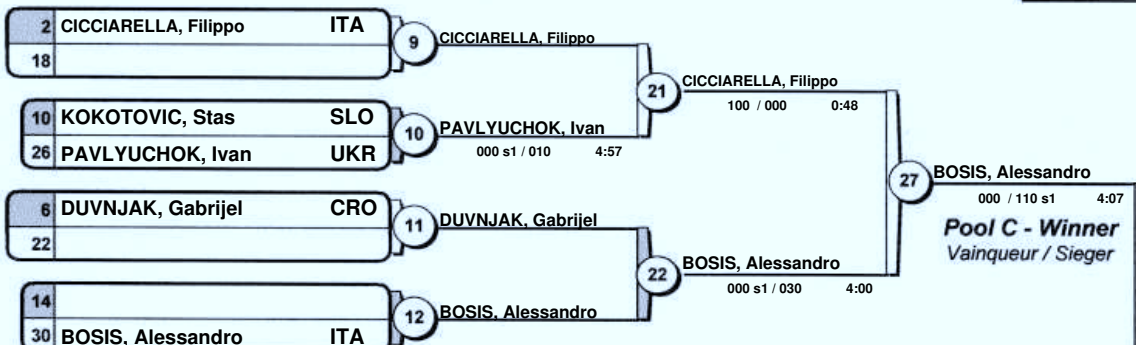 2 CICCIARELLA, Filippo ITA
18
9
CICCIARELLA, Filippo
10 KOKOTOVIC, Stas SLO
26 PAVLYUCHOK, Ivan UKR
10
PAVLYUCHOK, Ivan
000 s1 / 010 4:57
21
CICCIARELLA, Filippo
100 / 000 0:48
6 DUVNJAK, Gabrijel CRO
22
11
DUVNJAK, Gabrijel
14
30 BOSIS, Alessandro ITA
12
BOSIS, Alessandro
22
BOSIS, Alessandro
000 s1 / 030 4:00
27
BOSIS, Alessandro
000 / 110 s1 4:07
Pool C - Winner
Vainqueur / Sieger